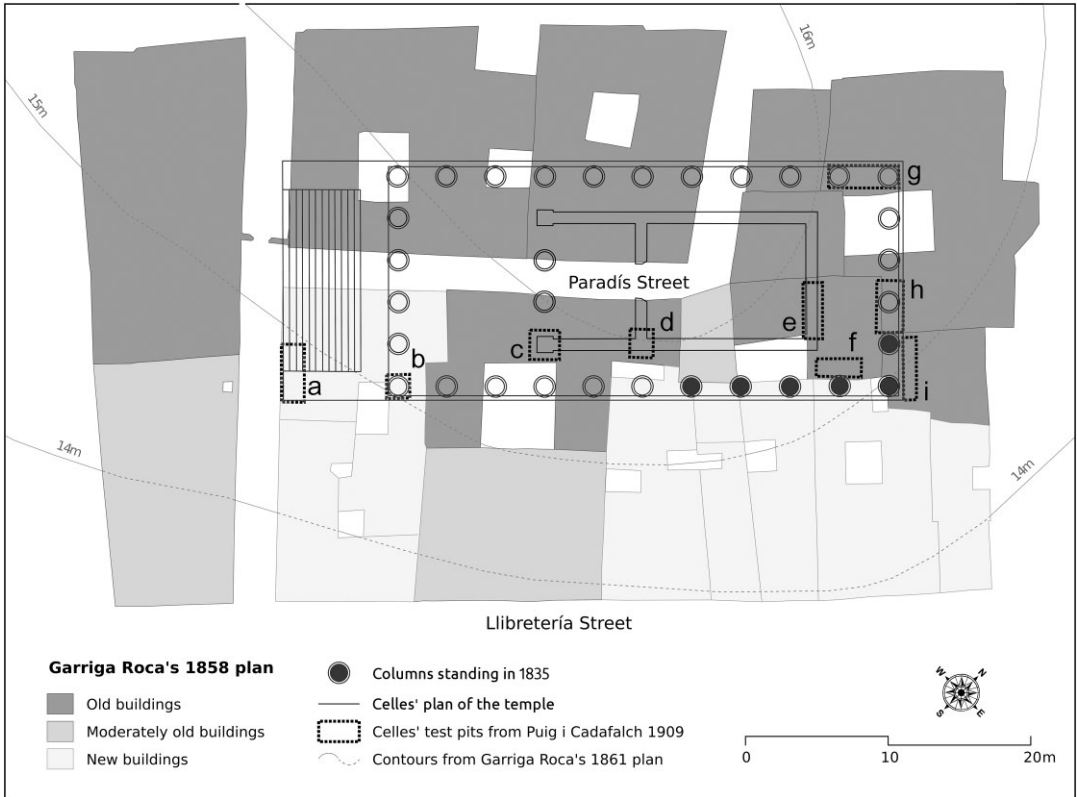 16m
15m
g
Paradís Street
h
d
e
c
f
b
a
i
14m
14m
Llibretería Street
Garriga Roca's 1858 plan
Old buildings
Moderately old buildings
New buildings
Columns standing in 1835
Celles' plan of the temple
Celles' test pits from Puig i Cadafalch 1909
Contours from Garriga Roca's 1861 plan
W N
S E
0 10 20m